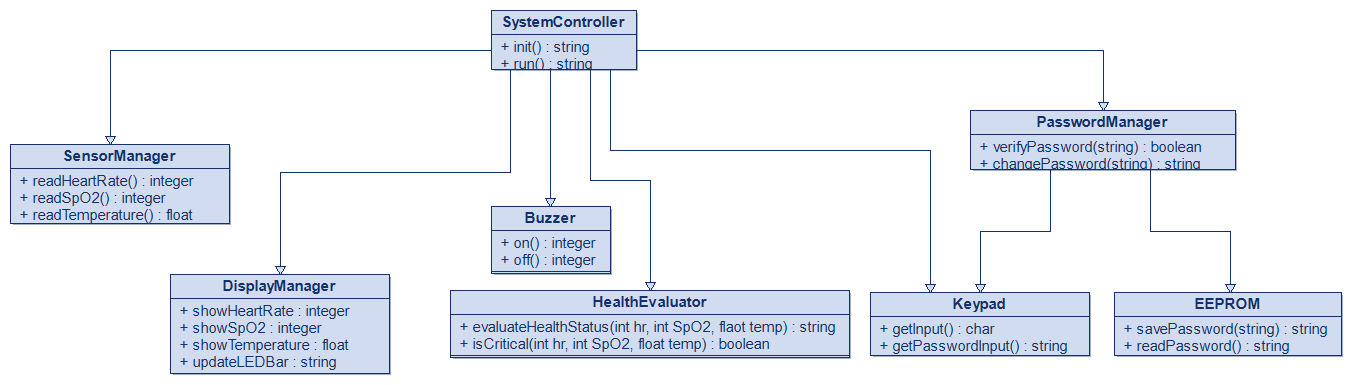 SystemController
+ init() : string
+ run() : string
PasswordManager
+ verifyPassword(string) : boolean
+ changePassword(string) : string
SensorManager
+ readHeartRate() : integer
+ readSpO2() : integer
+ readTemperature() : float
Buzzer
+ on() : integer
+ off() : integer
DisplayManager
+ showHeartRate : integer
+ showSpO2 : integer
+ showTemperature : float
+ updateLEDBar : string
HealthEvaluator
+ evaluateHealthStatus(int hr, int SpO2, flaot temp) : string
+ isCritical(int hr, int SpO2, float temp) : boolean
Keypad
+ getInput() : char
+ getPasswordInput() : string
EEPROM
+ savePassword(string) : string
+ readPassword() : string